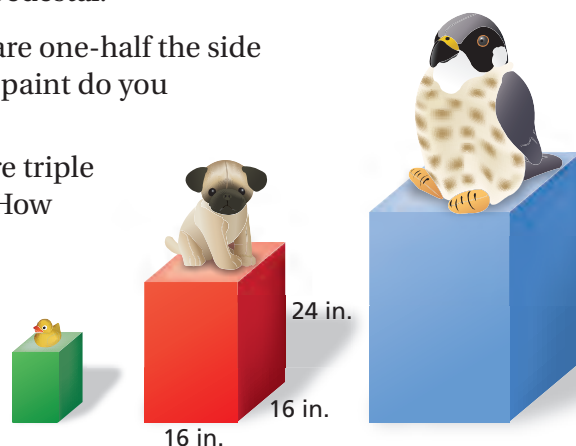 are one-half the side
paint do you
re triple
How
24 in.
16 in.
16 in.